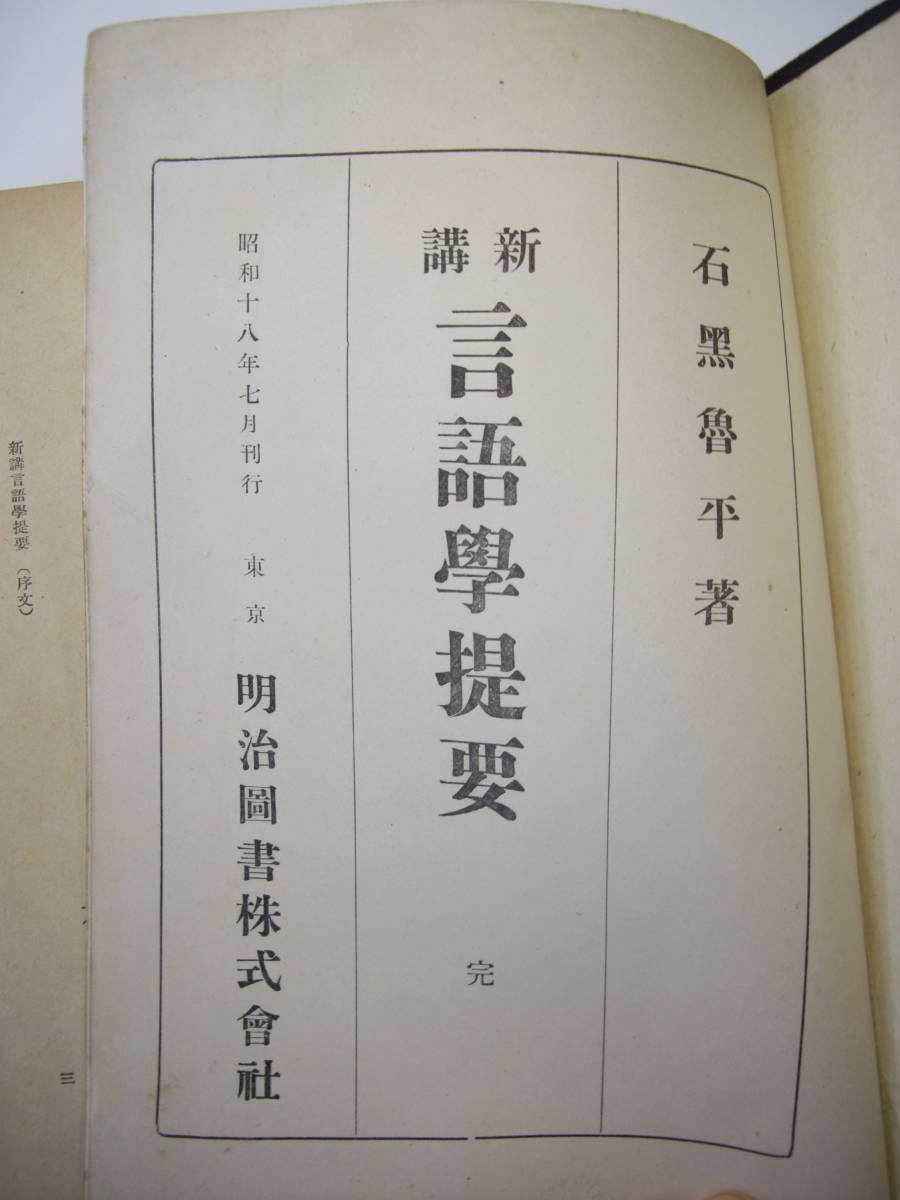 石黑魯平著
新講
言語學提要
完
昭和十八年七月刊行 東京 明治圖書株式會社
新講言語學提要(序文)
三